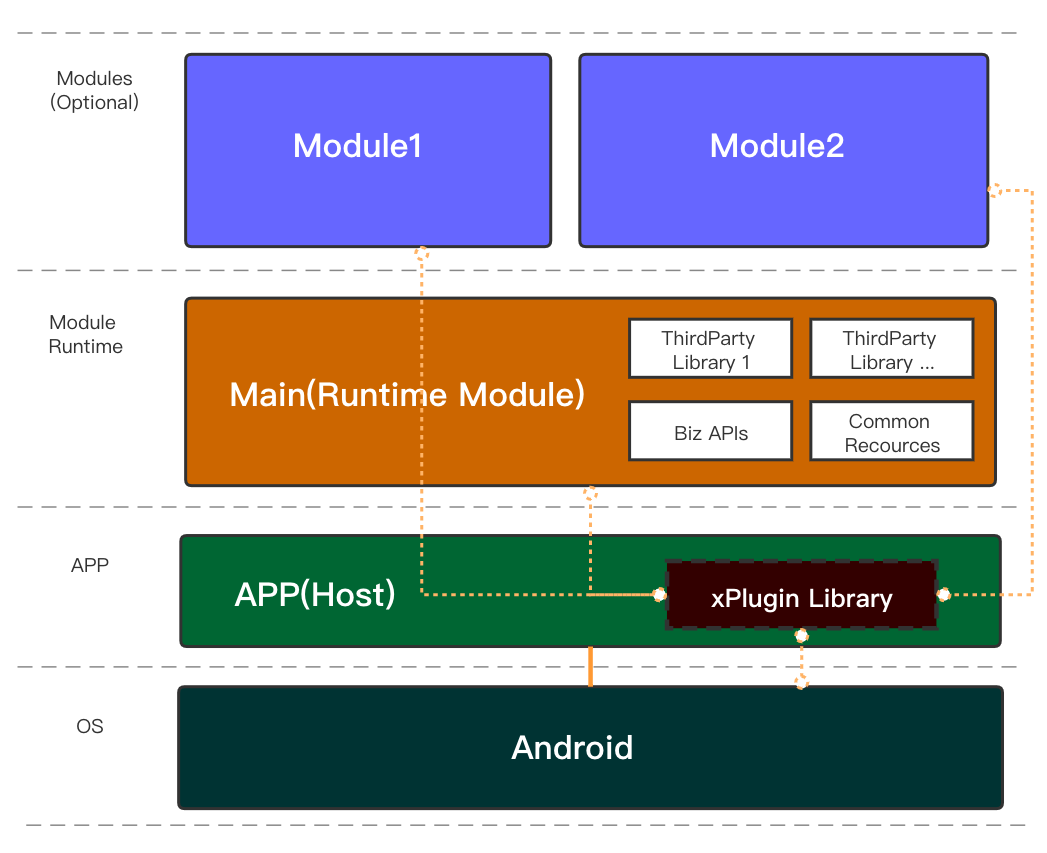 Modules
(Optional)
Module1
Module2
Module
Runtime
Main(Runtime Module)
ThirdParty
Library 1
ThirdParty
Library ...
Biz APIs
Common
Recources
APP
APP(Host)
xPlugin Library
OS
Android